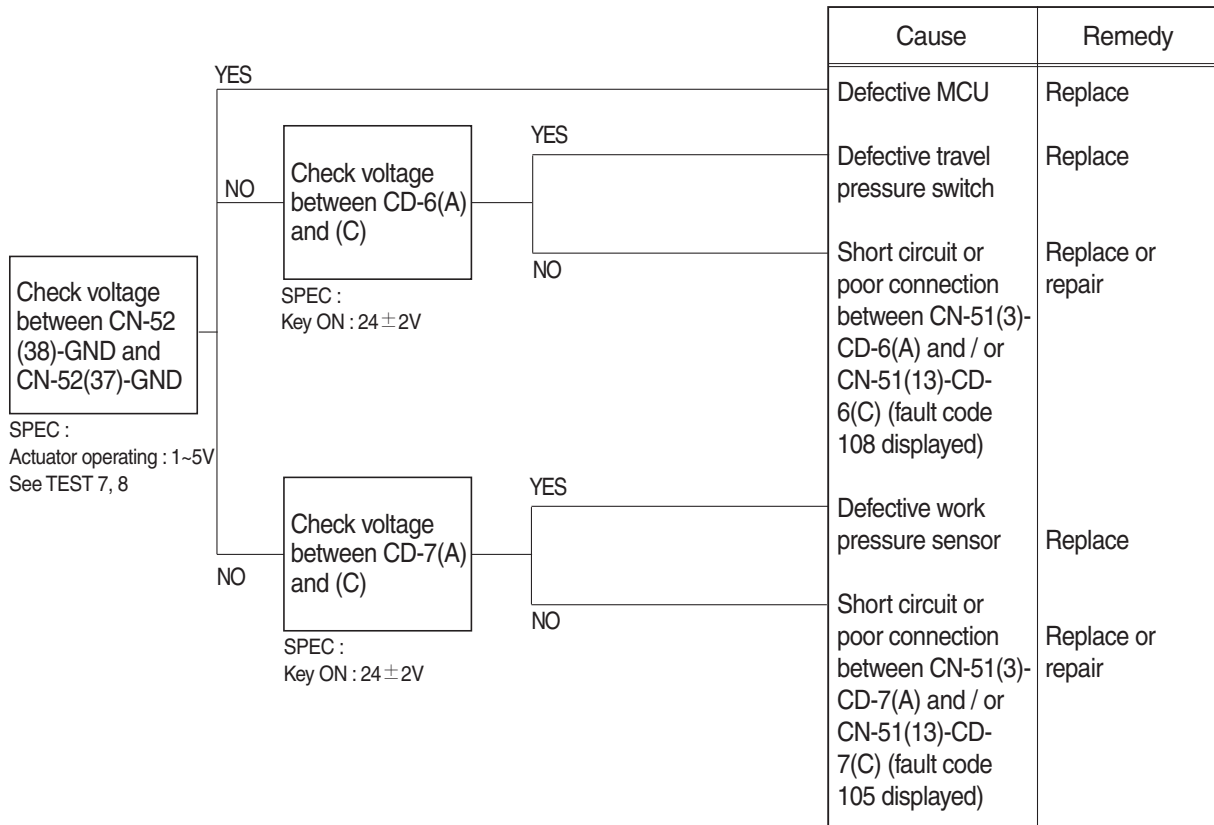 Cause
Remedy
YES
Defective MCU
Replace
NO
Check voltage
between CD-6(A)
and (C)
SPEC :
Key ON : 24±2V
YES
Defective travel
pressure switch
Replace
NO
Short circuit or
poor connection
between CN-51(3)-
CD-6(A) and / or
CN-51(13)-CD-
6(C) (fault code
108 displayed)
Replace or
repair
Check voltage
between CN-52
(38)-GND and
CN-52(37)-GND
SPEC :
Actuator operating : 1~5V
See TEST 7, 8
NO
Check voltage
between CD-7(A)
and (C)
SPEC :
Key ON : 24±2V
YES
Defective work
pressure sensor
Replace
NO
Short circuit or
poor connection
between CN-51(3)-
CD-7(A) and / or
CN-51(13)-CD-
7(C) (fault code
105 displayed)
Replace or
repair